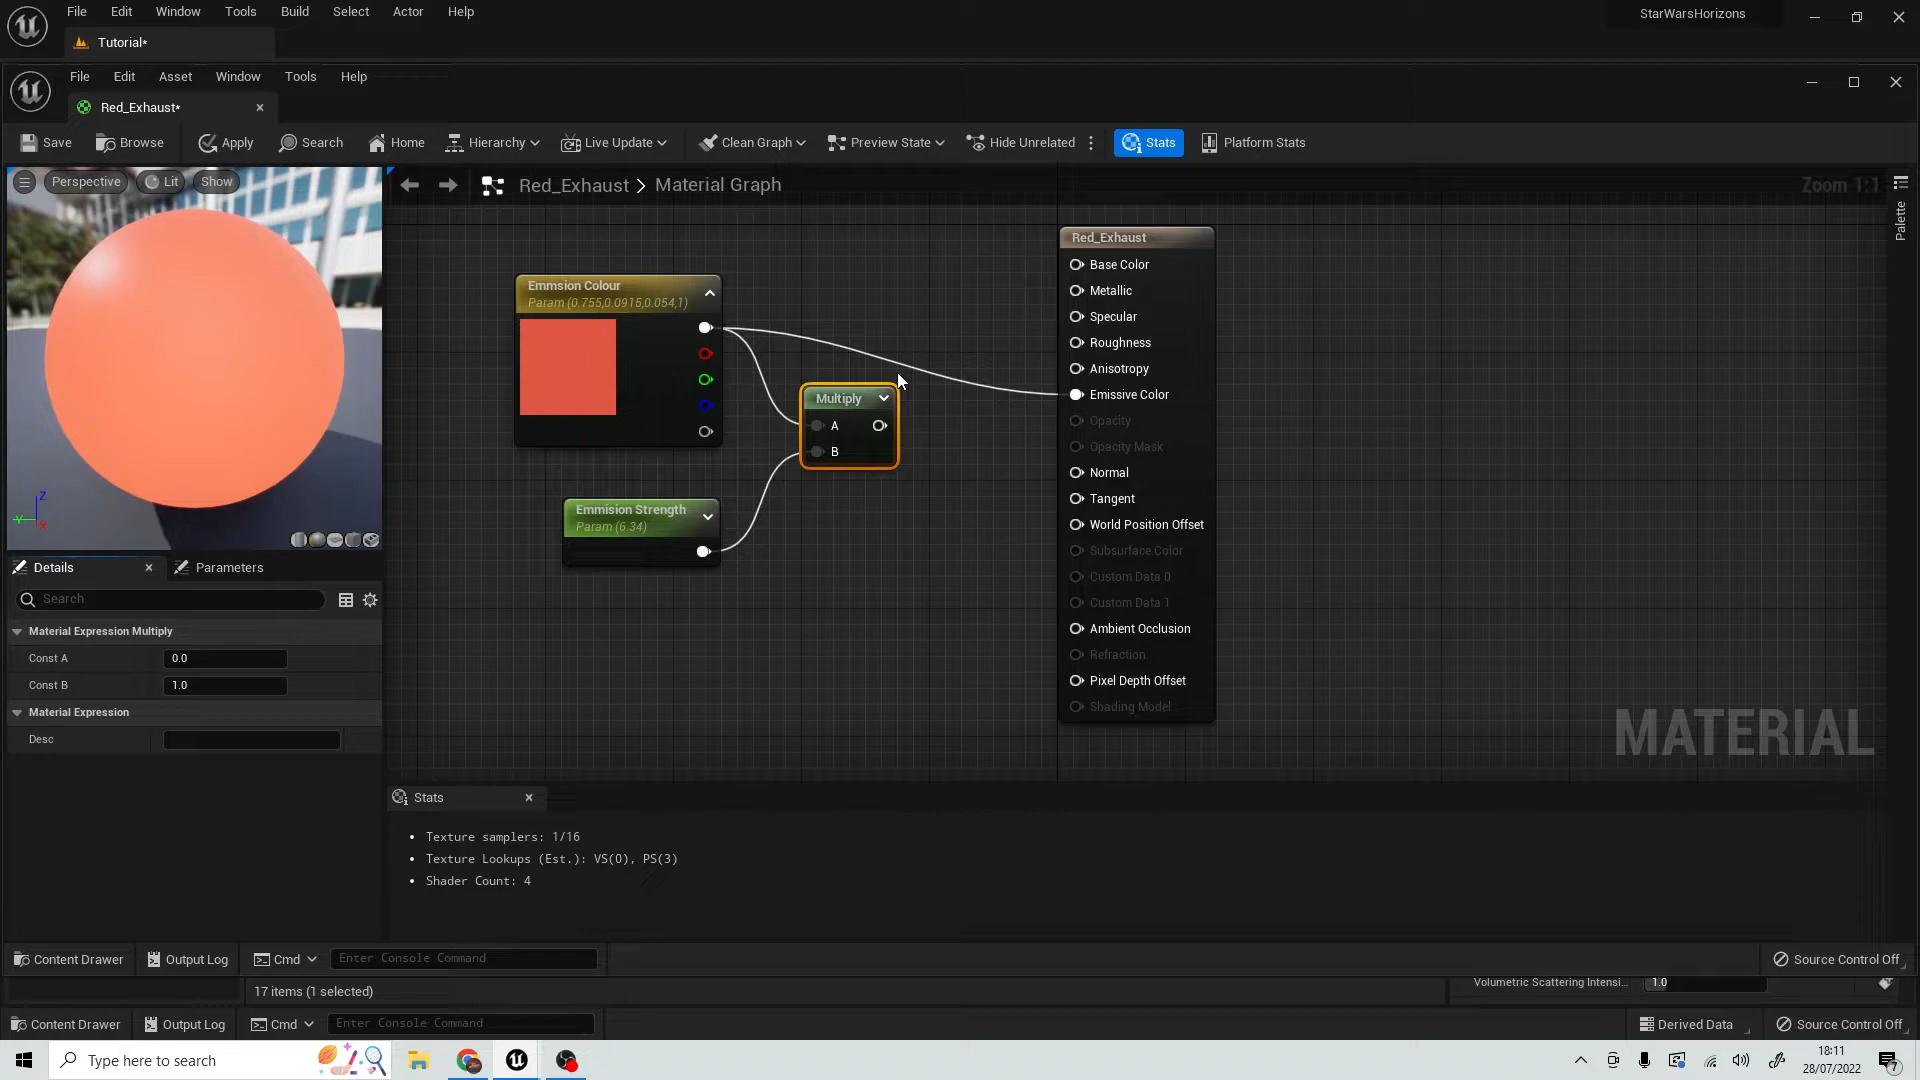 File Edit Window Tools Build Select Actor Help
StarWarsHorizons
Tutorial*
File Edit Asset Window Tools Help
Red_Exhaust*
Save Browse Apply Search Home Hierarchy Live Update Clean Graph Preview State Hide Unrelated Stats Platform Stats
Perspective Lit Show
Red_Exhaust > Material Graph
Zoom 1:1
Palette
Red_Exhaust
Base Color
Metallic
Specular
Roughness
Anisotropy
Emissive Color
Opacity
Opacity Mask
Normal
Tangent
World Position Offset
Subsurface Color
Custom Data 0
Custom Data 1
Ambient Occlusion
Refraction
Pixel Depth Offset
Shading Model
Emmsion Colour
Param (0.755,0.0915,0.054,1)
Multiply
A
B
Emmision Strength
Param (6.34)
MATERIAL
Z
Y
X
Details Parameters
Search
Material Expression Multiply
Const A 0.0
Const B 1.0
Material Expression
Desc
Stats
• Texture samplers: 1/16
• Texture Lookups (Est.): VS(0), PS(3)
• Shader Count: 4
Content Drawer Output Log Cmd Enter Console Command Source Control Off
17 items (1 selected)
Volumetric Scattering Intensi... 1.0
Content Drawer Output Log Cmd Enter Console Command Derived Data Source Control Off
Type here to search
18:11
28/07/2022
7